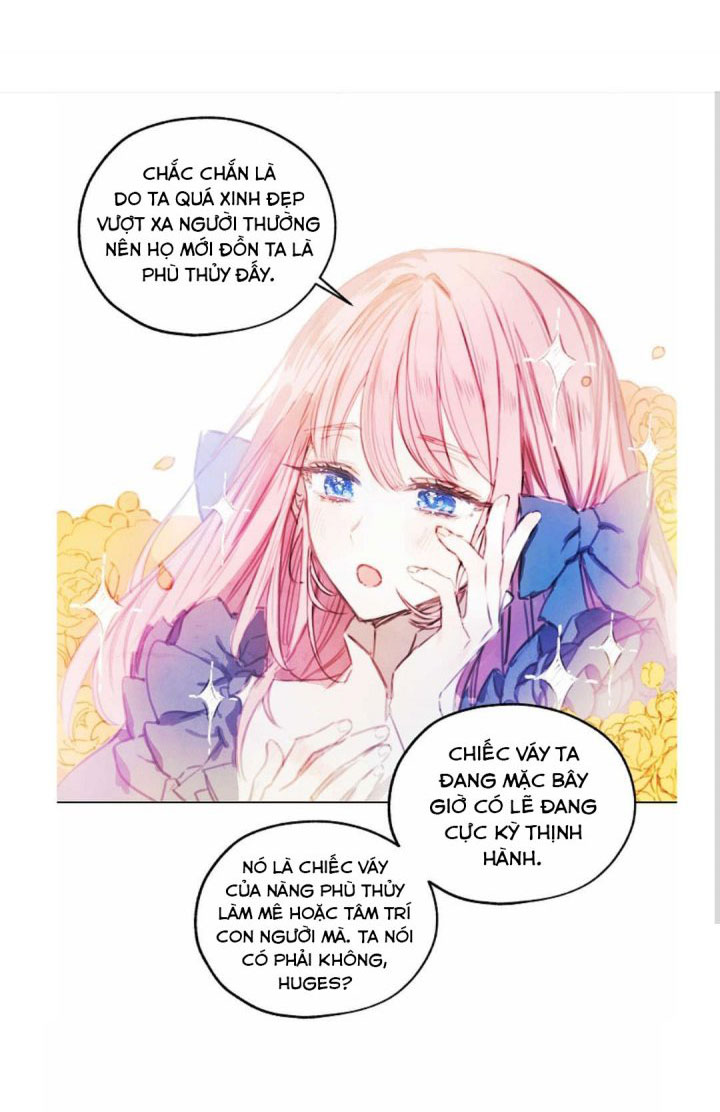 CHẮC CHẮN LÀ
DO TA QUÁ XINH ĐẸP
VƯỢT XA NGƯỜI THƯỜNG
NÊN HỌ MỚI ĐỒN TA LÀ
PHÙ THỦY ĐẤY.
CHIẾC VÁY TA
ĐANG MẶC BÂY
GIỜ CÓ LẼ ĐANG
CỰC KỲ THỊNH
HÀNH.
NÓ LÀ CHIẾC VÁY
CỦA NÀNG PHÙ THỦY
LÀM MÊ HOẶC TÂM TRÍ
CON NGƯỜI MÀ. TA NÓI
CÓ PHẢI KHÔNG,
HUGES?